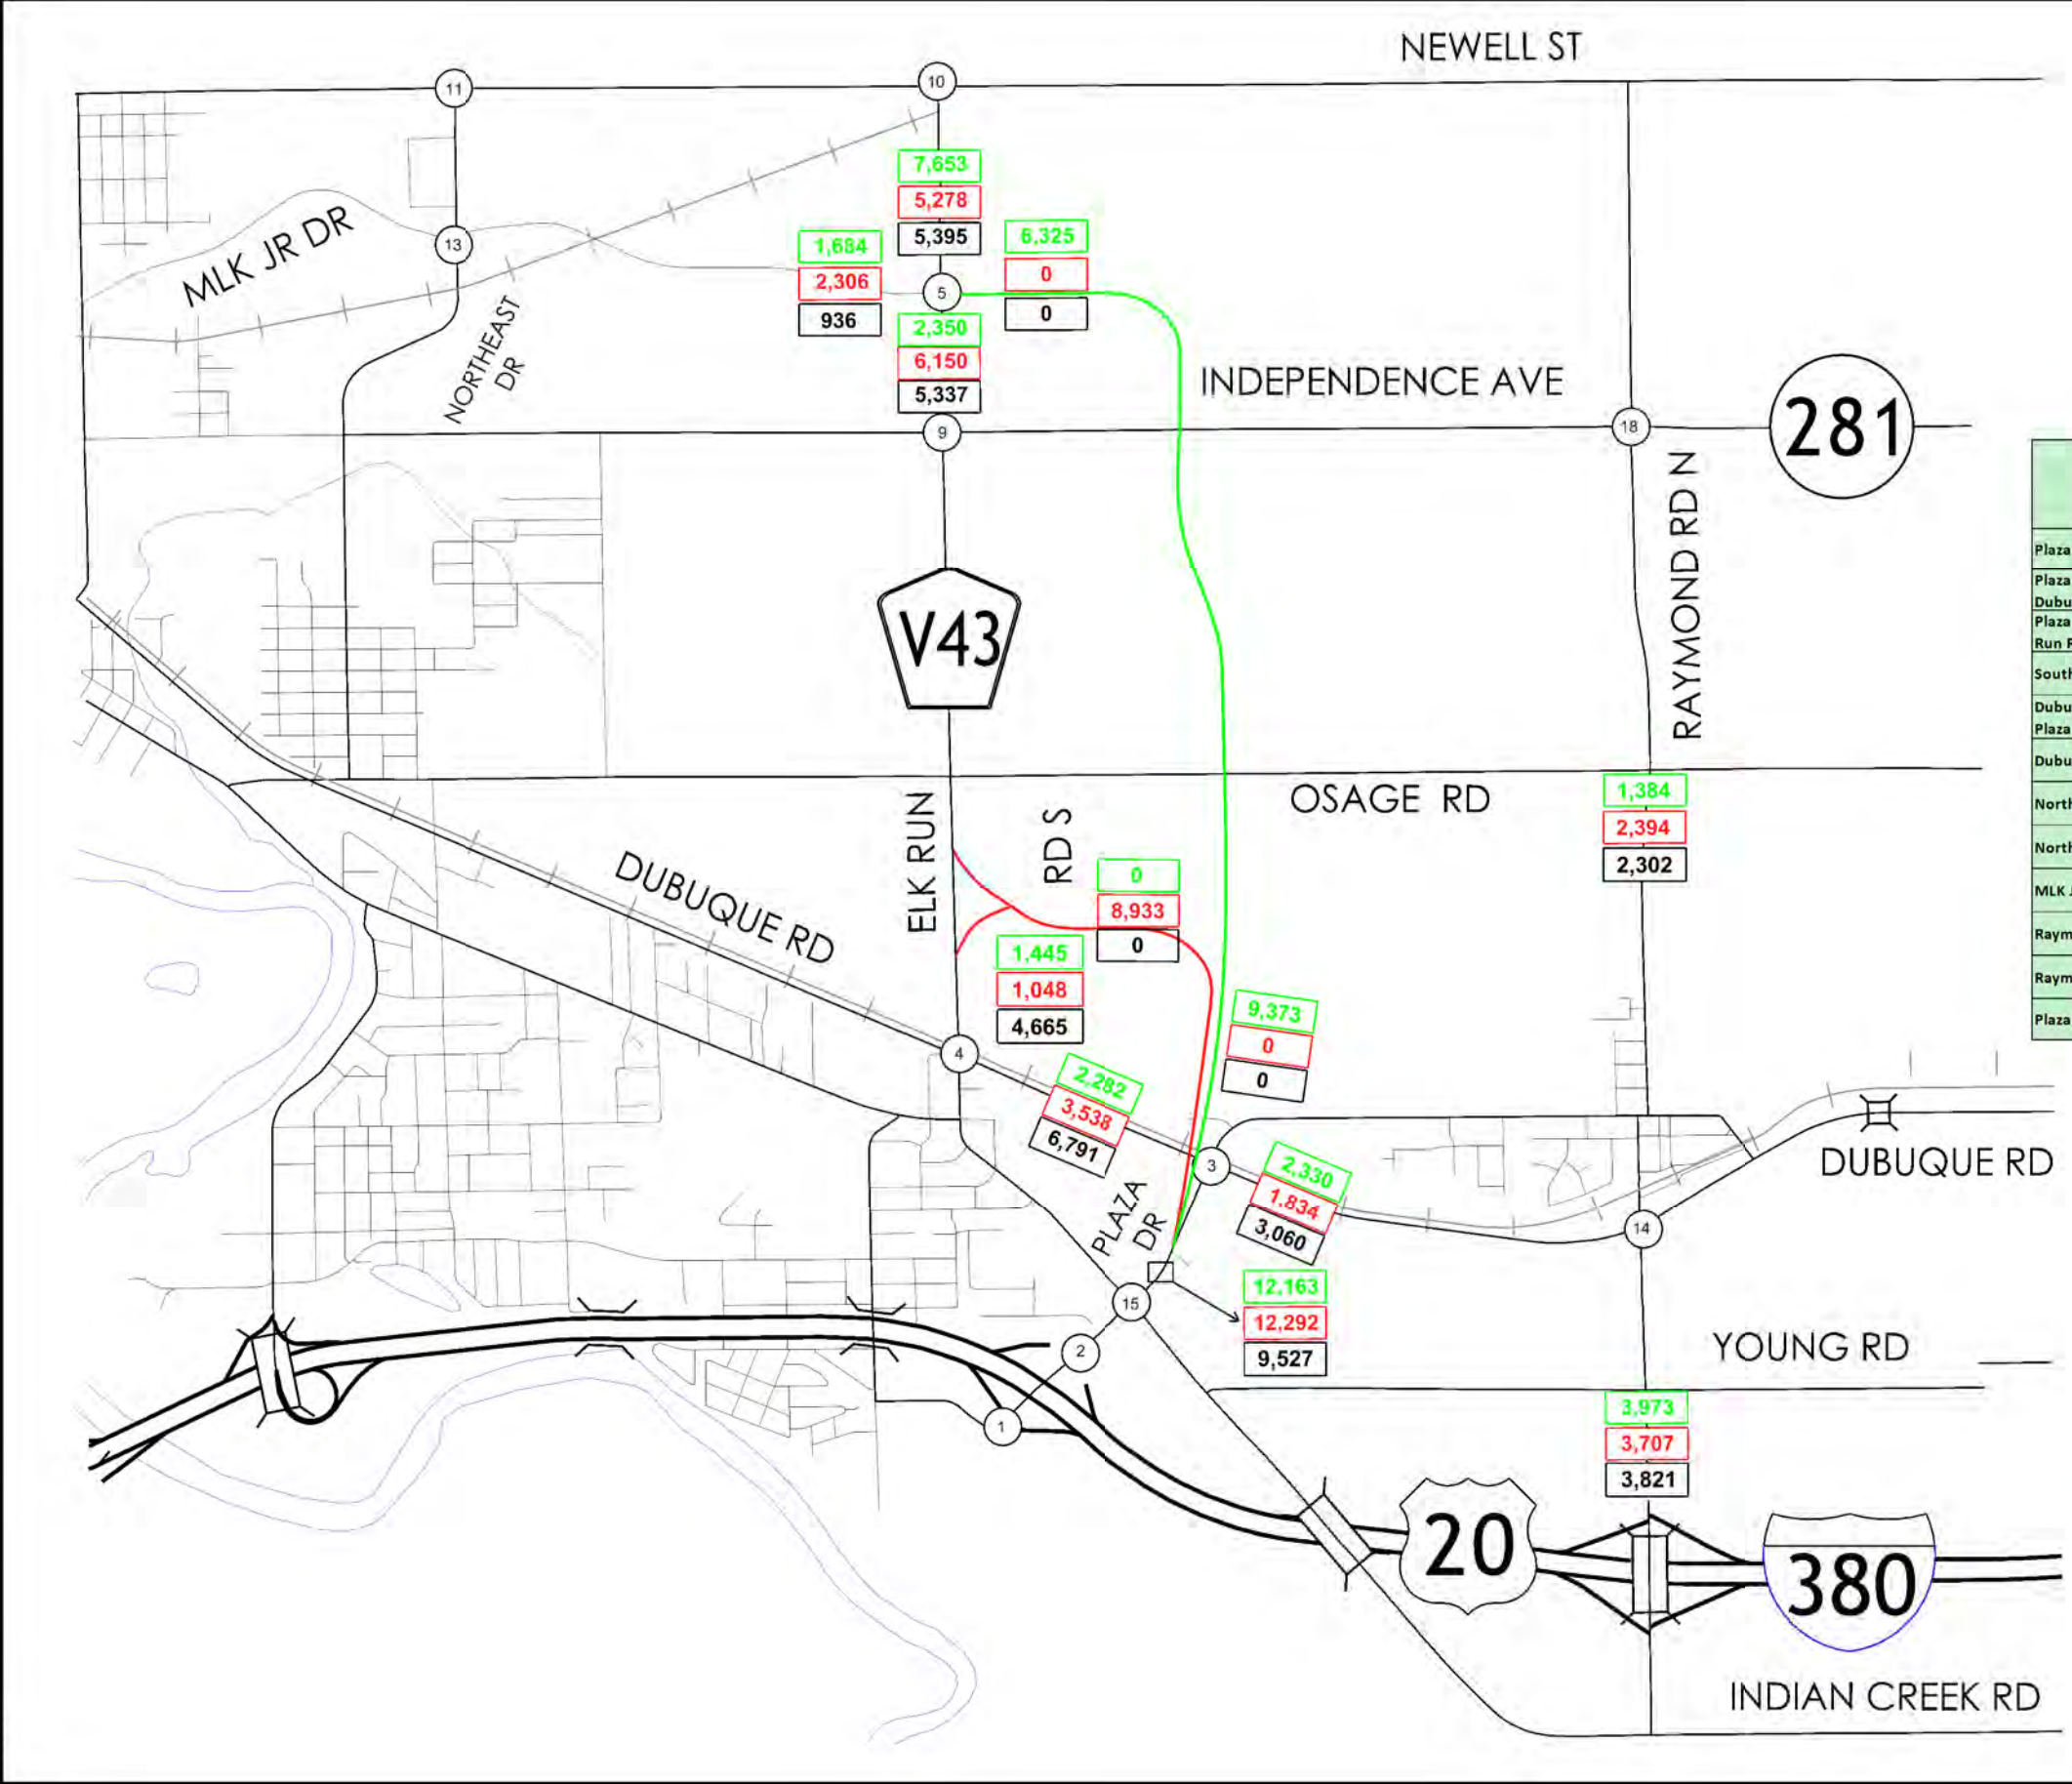 NEWELL ST
11
10
7,653
5,278
5,395
MLK JR DR
13
1,684
2,306
936
6,325
0
0
5
2,350
6,150
5,337
NORTHEAST
DR
INDEPENDENCE AVE
9
18
281
RAYMOND RD N
V43
Plaza
Plaza
Dubu
Plaza
Run
South
Dubu
Plaza
Dubu
North
North
MLK
Raym
Raym
Plaza
OSAGE RD
1,384
2,394
2,302
ELK RUN
RD S
DUBUQUE RD
0
8,933
0
1,445
1,048
4,665
9,373
0
0
4
2,282
3,538
6,791
3
2,330
1,834
3,060
DUBUQUE RD
14
PLAZA
DR
15
12,163
12,292
9,527
2
1
YOUNG RD
3,973
3,707
3,821
20
380
INDIAN CREEK RD